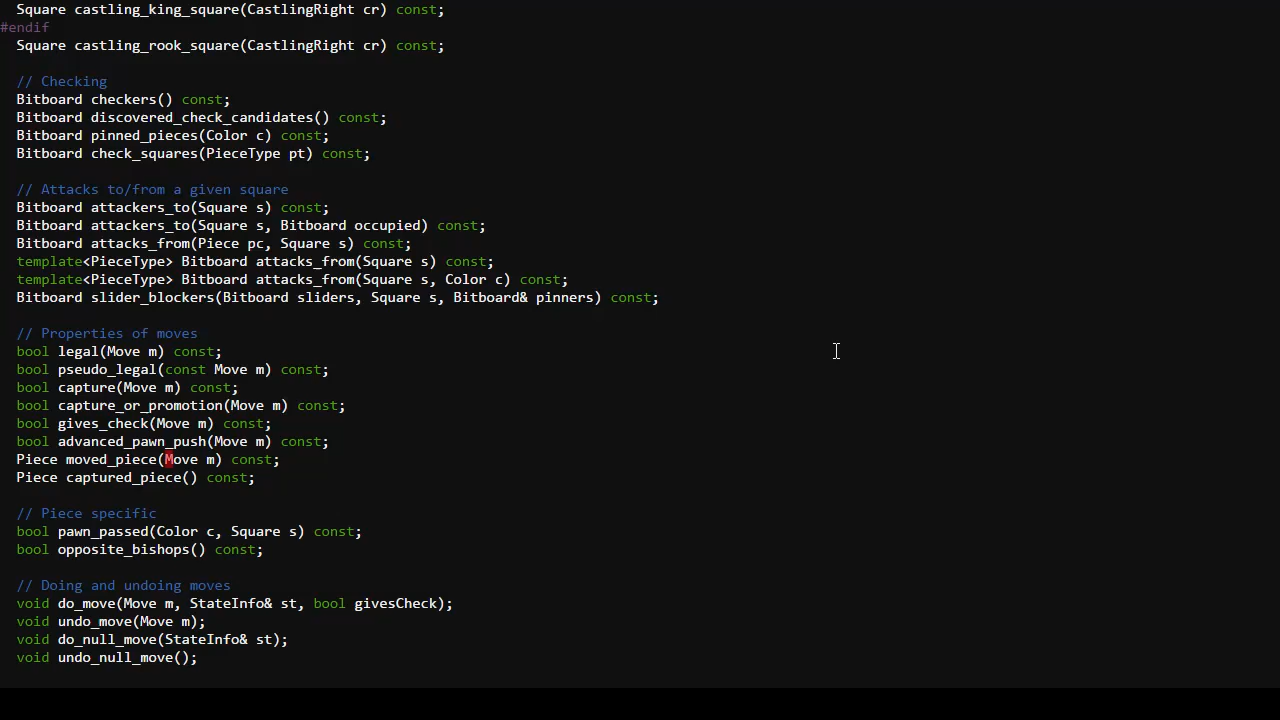 Square castling_king_square(CastlingRight cr) const;
#endif
Square castling_rook_square(CastlingRight cr) const;
// Checking
Bitboard checkers() const;
Bitboard discovered_check_candidates() const;
Bitboard pinned_pieces(Color c) const;
Bitboard check_squares(PieceType pt) const;
// Attacks to/from a given square
Bitboard attackers_to(Square s) const;
Bitboard attackers_to(Square s, Bitboard occupied) const;
Bitboard attacks_from(Piece pc, Square s) const;
template<PieceType> Bitboard attacks_from(Square s) const;
template<PieceType> Bitboard attacks_from(Square s, Color c) const;
Bitboard slider_blockers(Bitboard sliders, Square s, Bitboard& pinners) const;
// Properties of moves
bool legal(Move m) const;
bool pseudo_legal(const Move m) const;
bool capture(Move m) const;
bool capture_or_promotion(Move m) const;
bool gives_check(Move m) const;
bool advanced_pawn_push(Move m) const;
Piece moved_piece(Move m) const;
Piece captured_piece() const;
// Piece specific
bool pawn_passed(Color c, Square s) const;
bool opposite_bishops() const;
// Doing and undoing moves
void do_move(Move m, StateInfo& st, bool givesCheck);
void undo_move(Move m);
void do_null_move(StateInfo& st);
void undo_null_move();